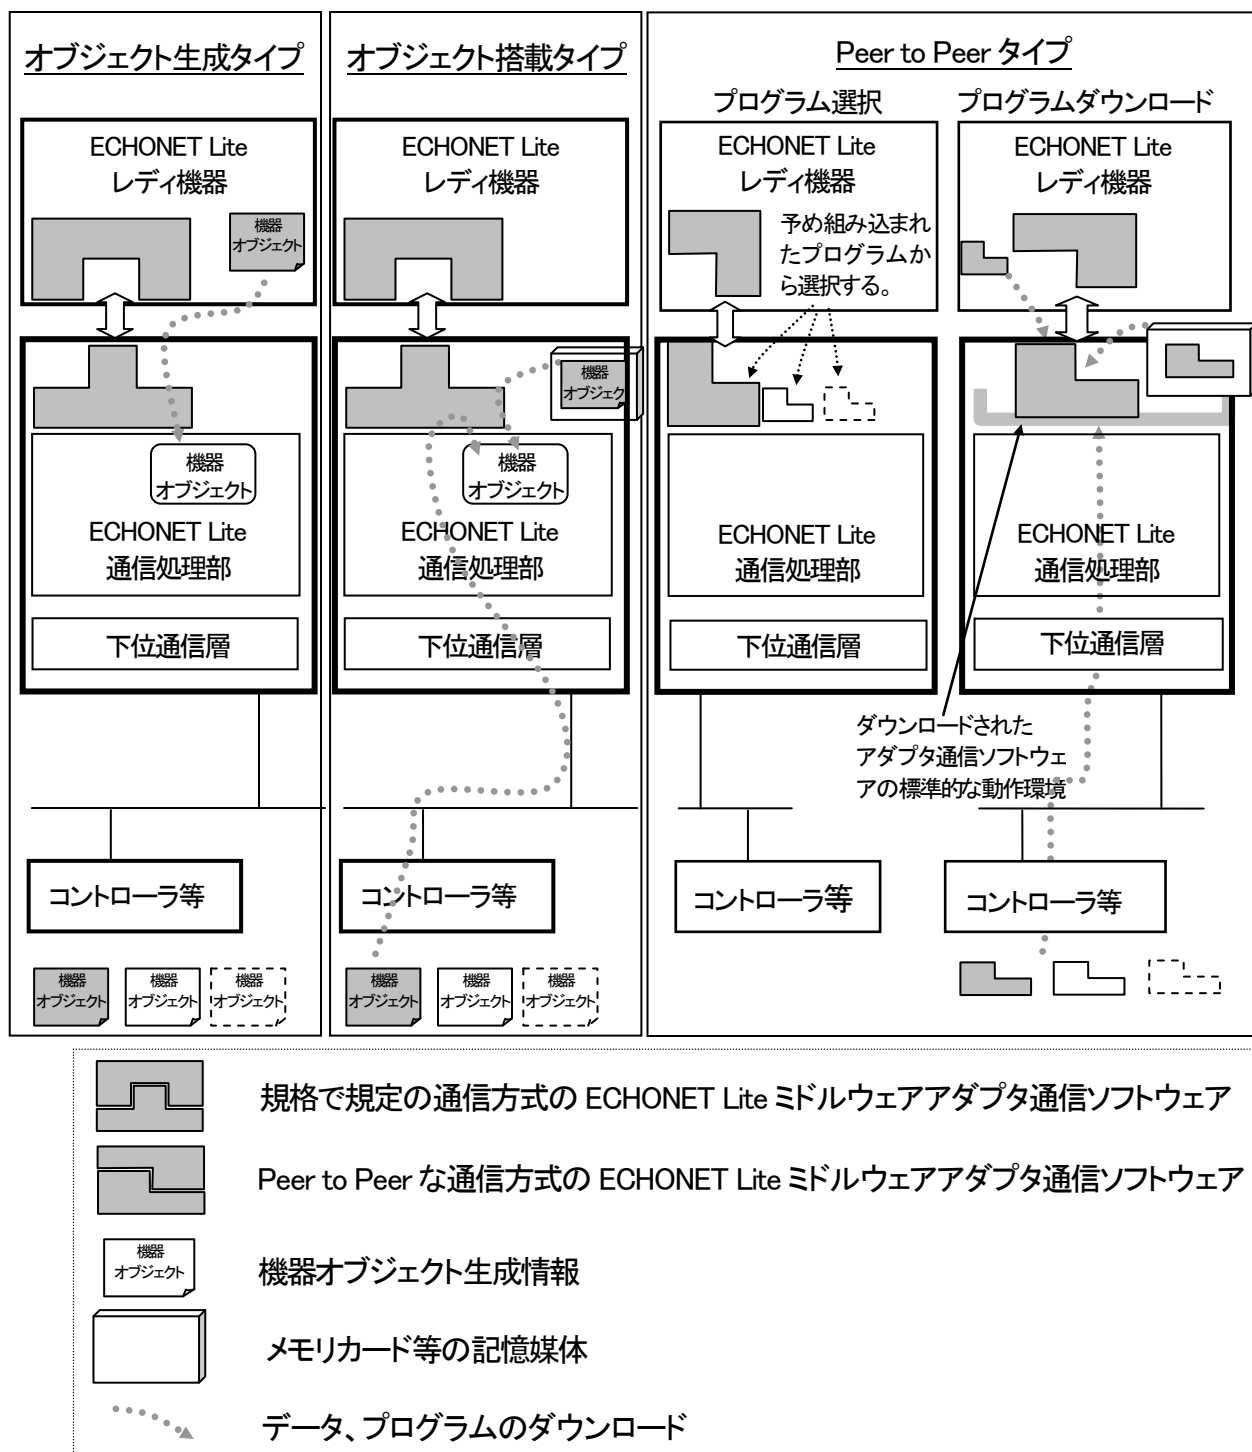 オブジェクト生成タイプ
ECHONET Lite
レディ機器
機器
オブジェクト
機器
オブジェクト
ECHONET Lite
通信処理部
下位通信層
コントローラ等
機器
オブジェクト
機器
オブジェクト
機器
オブジェクト
オブジェクト搭載タイプ
ECHONET Lite
レディ機器
機器
オブジェク
機器
オブジェクト
ECHONET Lite
通信処理部
下位通信層
コントローラ等
機器
オブジェクト
機器
オブジェクト
機器
オブジェクト
Peer to Peer タイプ
プログラム選択
ECHONET Lite
レディ機器
予め組み込まれ
たプログラムか
ら選択する。
ECHONET Lite
通信処理部
下位通信層
コントローラ等
プログラムダウンロード
ECHONET Lite
レディ機器
ECHONET Lite
通信処理部
下位通信層
ダウンロードされた
アダプタ通信ソフトウェ
アの標準的な動作環境
コントローラ等
規格で規定の通信方式の ECHONET Lite ミドルウェアアダプタ通信ソフトウェア
Peer to Peer な通信方式の ECHONET Lite ミドルウェアアダプタ通信ソフトウェア
機器
オブジェクト
機器オブジェクト生成情報
メモリカード等の記憶媒体
データ、プログラムのダウンロード